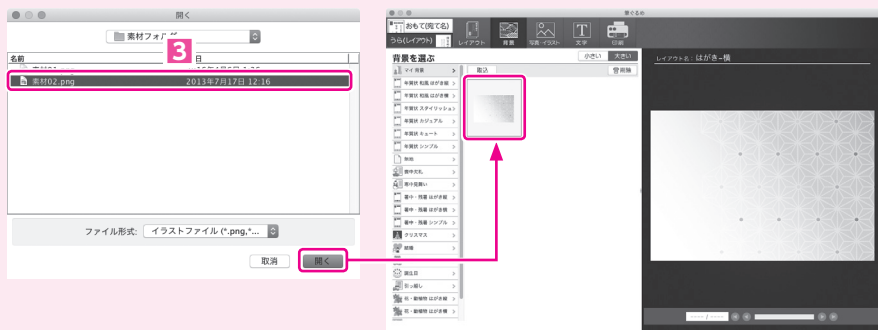 開く
素材フォルダ
3
名前
日
素材02.png
2013年7月17日 12:16
ファイル形式:
イラストファイル (*.png,*...
取消
開く
筆ぐるめ
おもて(宛て名)
うら(レイアウト)
レイアウト
背景
写真・イラスト
文字
印刷
背景を選ぶ
小さい
大きい
マイ 背景
取込
削除
年賀状 和風 はがき縦
年賀状 和風 はがき横
年賀状 スタイリッシュ
年賀状 カジュアル
年賀状 キュート
年賀状 シンプル
無地
喪中欠礼
寒中見舞い
暑中・残暑 はがき縦
暑中・残暑 はがき横
暑中・残暑 シンプル
クリスマス
結婚
誕生日
引っ越し
花・動植物 はがき縦
花・動植物 はがき横
レイアウト名：はがき-横
---- / ----